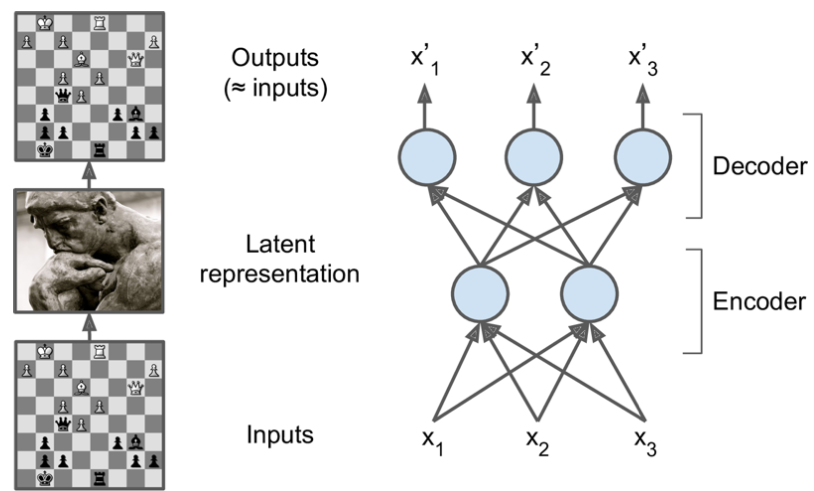 Outputs
(≈ inputs)
x'₁ x'₂ x'₃
Decoder
Latent
representation
Encoder
Inputs
x₁ x₂ x₃